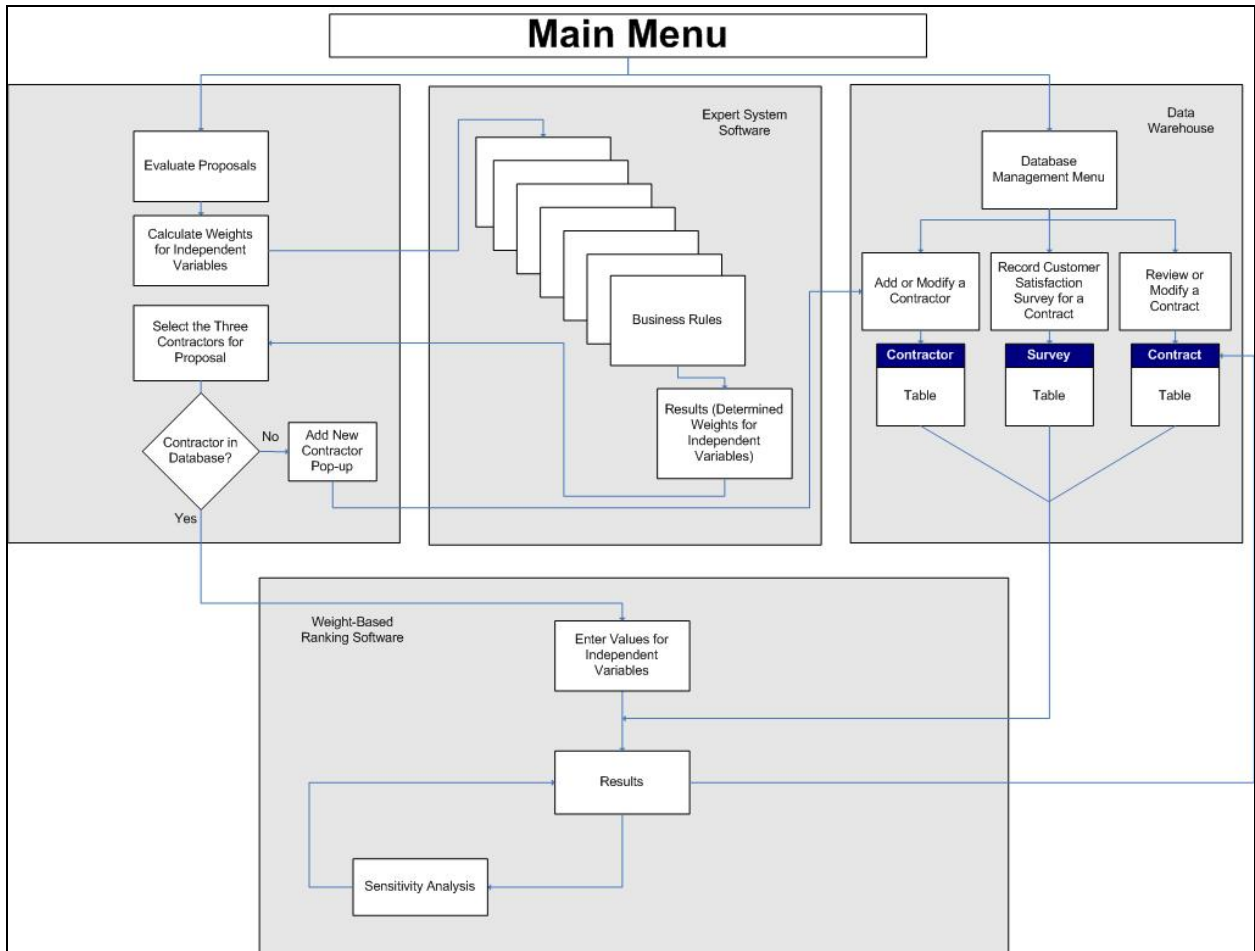 Main Menu
Evaluate Proposals
Calculate Weights
for Independent
Variables
Select the Three
Contractors for
Proposal
Contractor in
Database?
No
Yes
Add New
Contractor
Pop-up
Expert System
Software
Business Rules
Results (Determined
Weights for
Independent
Variables)
Data
Warehouse
Database
Management Menu
Add or Modify a
Contractor
Record Customer
Satisfaction
Survey for a
Contract
Review or
Modify a
Contract
Contractor
Table
Survey
Table
Contract
Table
Weight-Based
Ranking Software
Enter Values for
Independent
Variables
Results
Sensitivity Analysis